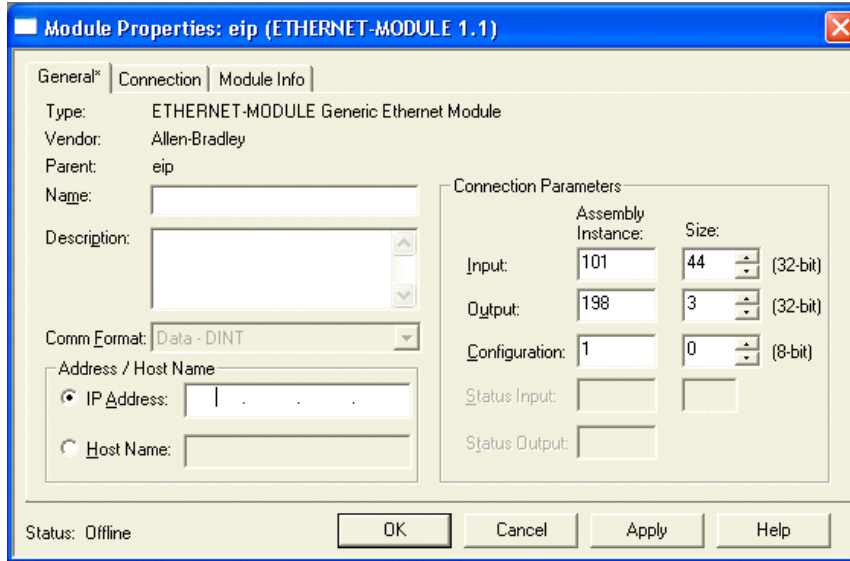 Module Properties: eip (ETHERNET-MODULE 1.1)
General* Connection Module Info
Type: ETHERNET-MODULE Generic Ethernet Module
Vendor: Allen-Bradley
Parent: eip
Name:
Description:
Comm Format: Data - DINT
Address / Host Name
IP Address: . . .
Host Name:
Connection Parameters
Assembly Instance: Size:
Input: 101 44 (32-bit)
Output: 198 3 (32-bit)
Configuration: 1 0 (8-bit)
Status Input:
Status Output:
Status: Offline
OK Cancel Apply Help